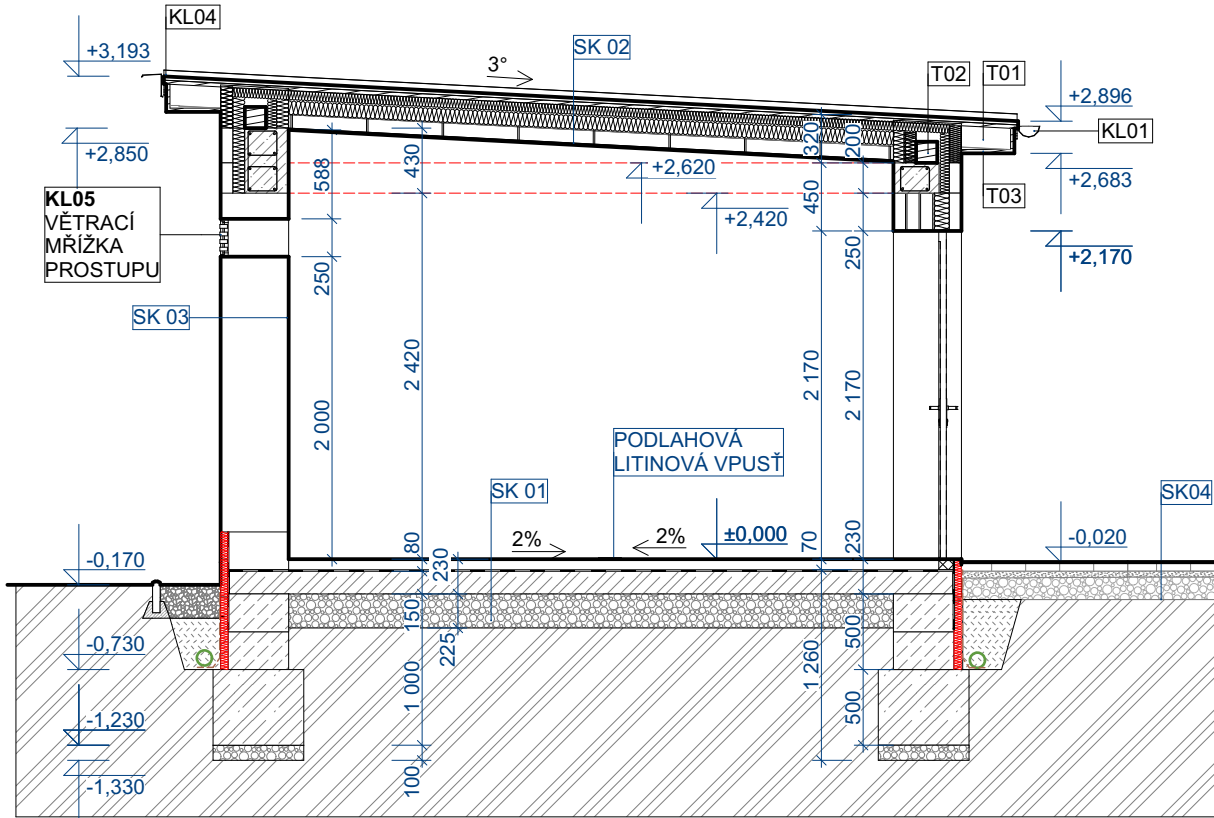 KL04
+3,193
SK 02
3°
T02
T01
+2,896
KL01
+2,850
320
200
430
588
+2,620
+2,683
KL05
VĚTRACÍ
MŘÍŽKA
PROSTUPU
450
T03
+2,420
250
250
+2,170
SK 03
2 420
2 170
2 170
2 000
PODLAHOVÁ
LITINOVÁ VPUSŤ
SK 01
SK04
2%
2%
±0,000
80
70
230
-0,020
-0,170
230
150
500
225
-0,730
1 000
1 260
500
-1,230
100
-1,330